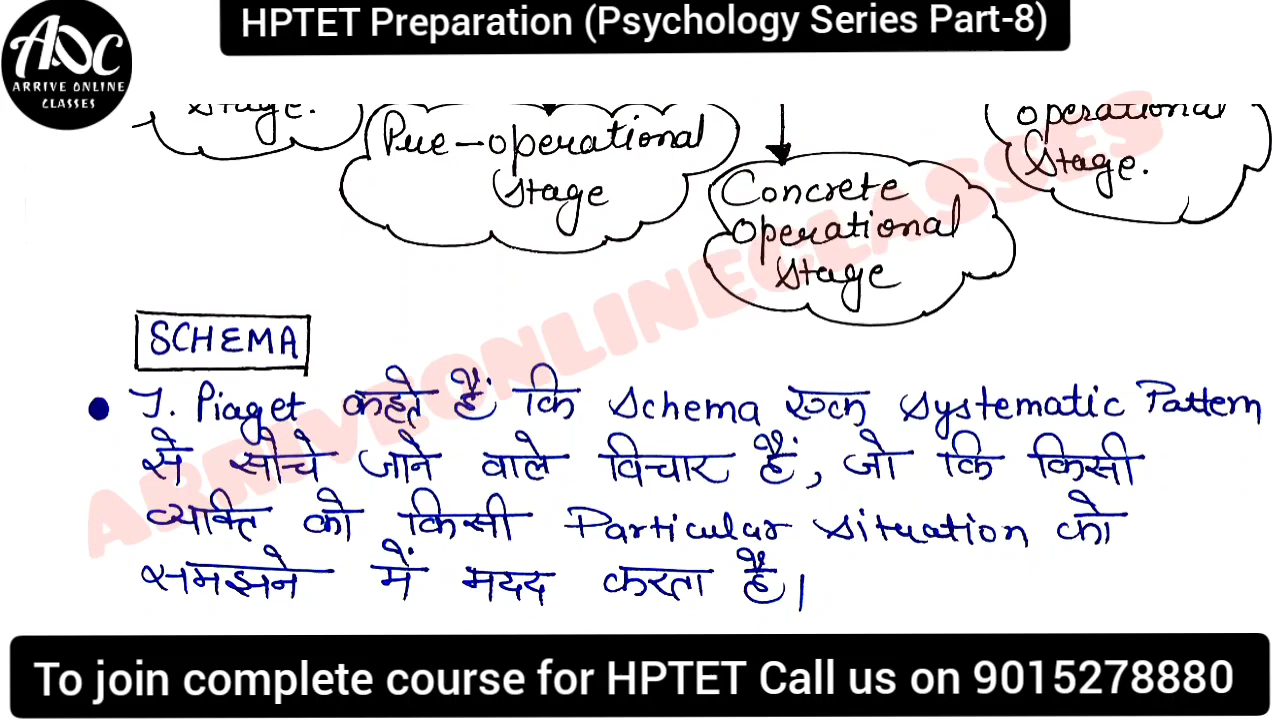 HPTET Preparation (Psychology Series Part-8)
ADC
ARRIVE ONLINE
CLASSES
Stage.
Pre-operational
Stage
Concrete
Operational
Stage
operational
Stage.
ARRIVEONLINECLASSES
SCHEMA
• J. Piaget कहते हैं कि Schema एक Systematic Pattern
से सोचे जाने वाले विचार हैं, जो कि किसी
व्यक्ति को किसी Particular Situation को
समझने में मदद करता है।
To join complete course for HPTET Call us on 9015278880